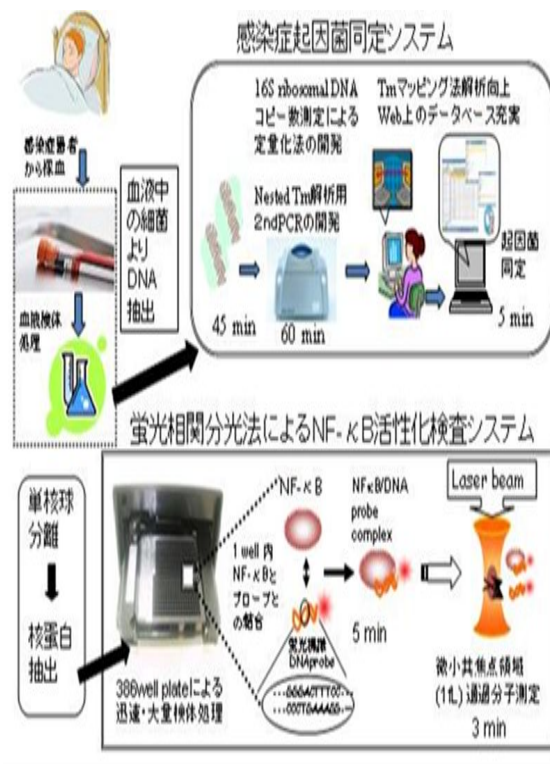 感染症起因菌同定システム
感染症患者
から採血
血液検体
処理
血液中
の細菌
より
DNA
抽出
16S ribosomal DNA
コピー数測定による
定量化法の開発
Tmマッピング法解析向上
Web上のデータベース充実
Nested Tm解析用
2ndPCRの開発
起因菌
同定
45 min
60 min
5 min
蛍光相関分光法によるNF-κB活性化検査システム
単核球
分離
核蛋白
抽出
386well plateによる
迅速・大量検体処理
NF-κB
1 well 内
NF-κBと
プローブと
の結合
蛍光標識
DNAprobe
GGGACTTTCC
CCCTGAAAGG
NFκB/DNA
probe
complex
5 min
Laser beam
微小共焦点領域
(1fL) 通過分子測定
3 min